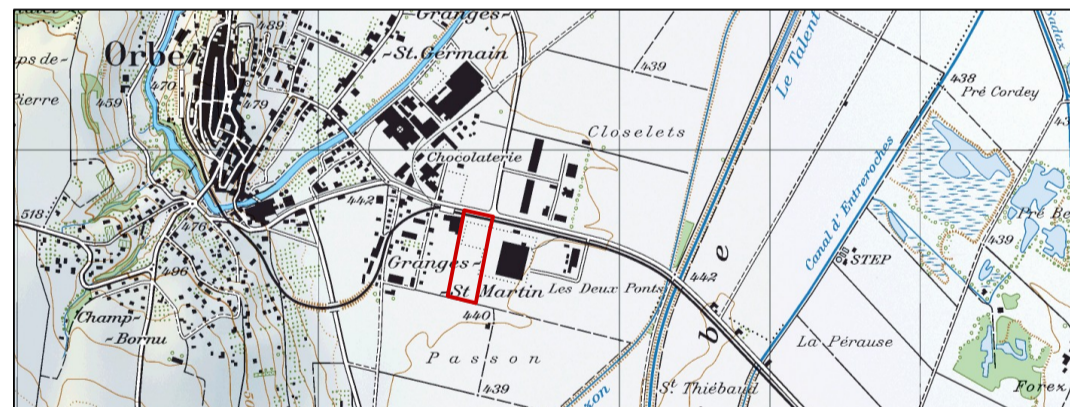 Granges-
489
Orbe
St. Germain
439
Le Talent
Sadax
438
Pré Cordey
470
459
479
Pierre
Closelets
Chocolaterie
Canal d' Entreroches
518
442
476
Pré Be
439
496
Granges-
e
442
STEP
St Martin
Les Deux Ponts
Champ-
Bornu
440
b
La Pérause
Passon
439
St Thiébaud
Forex
xon